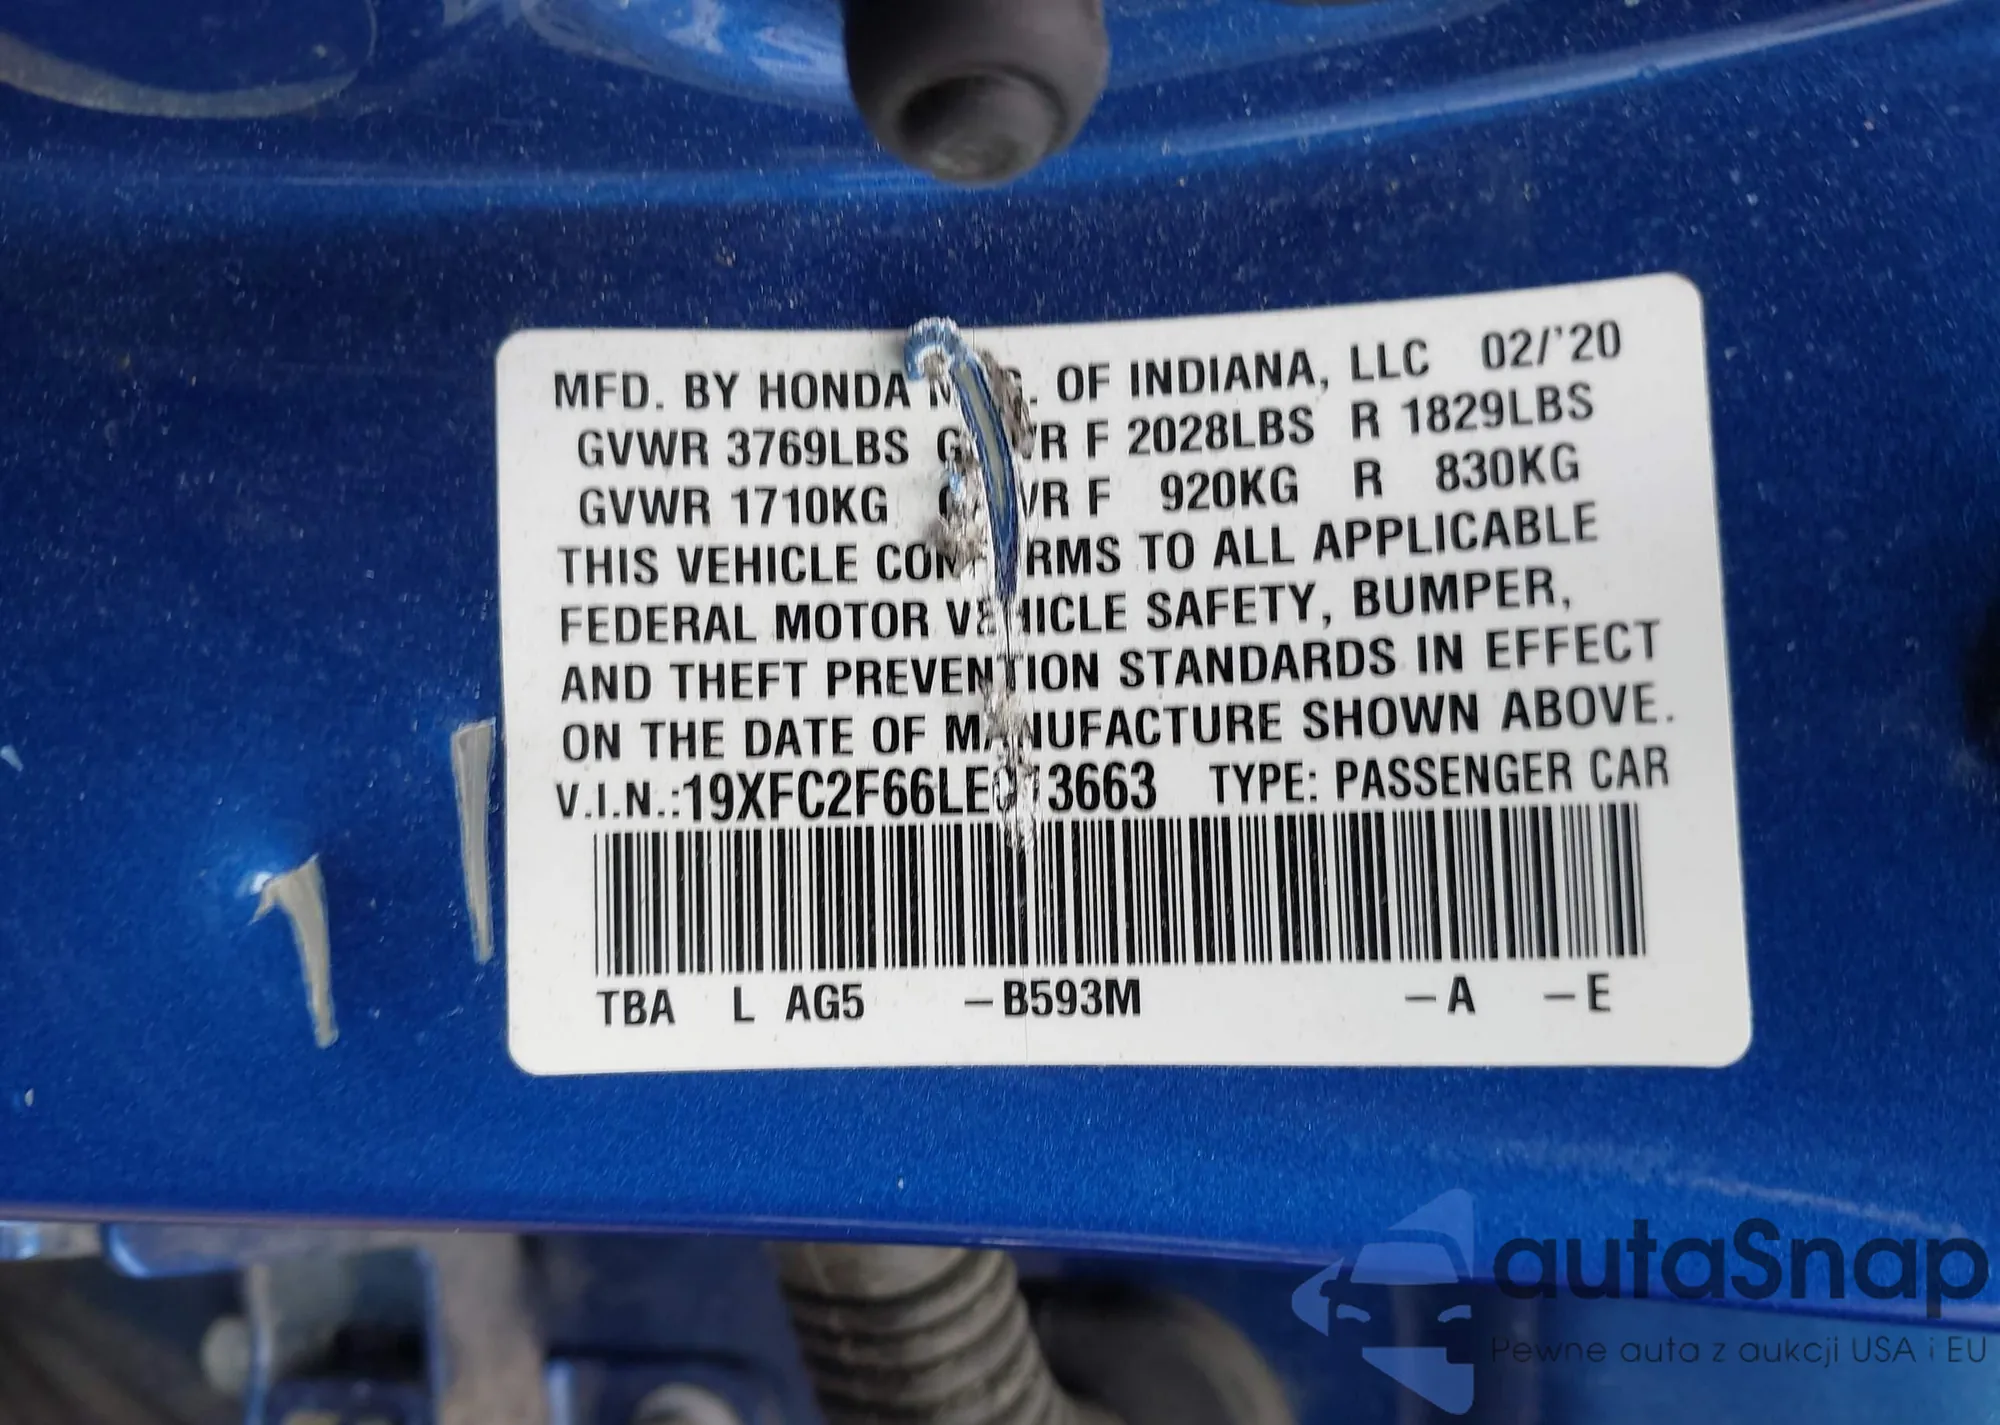 MFD. BY HONDA OF INDIANA, LLC 02/'20
GVWR 3769LBS F 2028LBS R 1829LBS
GVWR 1710KG F 920KG R 830KG
THIS VEHICLE CONFORMS TO ALL APPLICABLE
FEDERAL MOTOR VEHICLE SAFETY, BUMPER,
AND THEFT PREVENTION STANDARDS IN EFFECT
ON THE DATE OF MANUFACTURE SHOWN ABOVE.
V.I.N.: TYPE: PASSENGER CAR
TBA L AG5 -B593M -A -E
autaSnap
Pewne auta z aukcji USA i EU